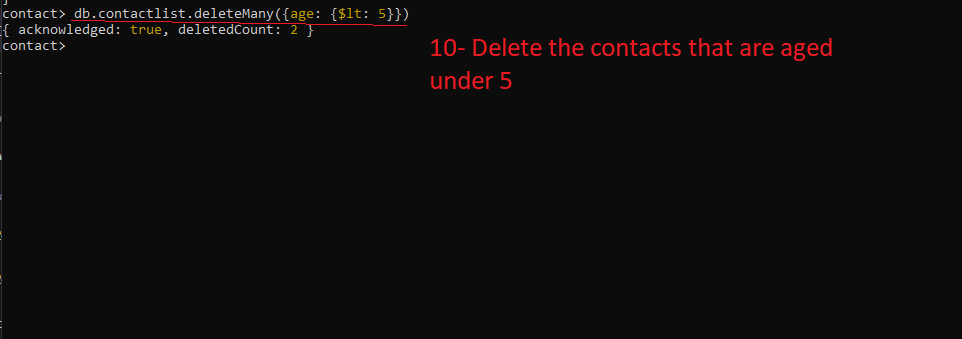 contact> db.contactlist.deleteMany({age: {$lt: 5}})
{ acknowledged: true, deletedCount: 2 }
contact>
10- Delete the contacts that are aged
under 5